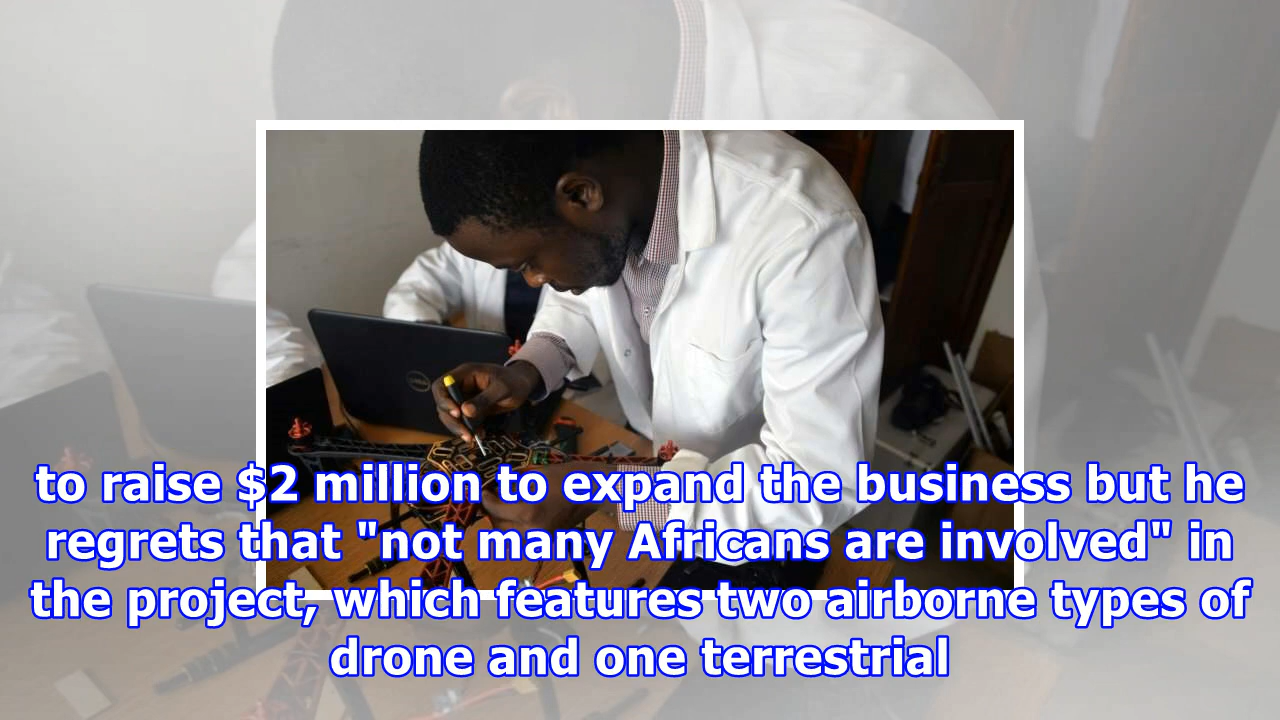 to raise $2 million to expand the business but he
regrets that "not many Africans are involved" in
the project, which features two airborne types of
drone and one terrestrial